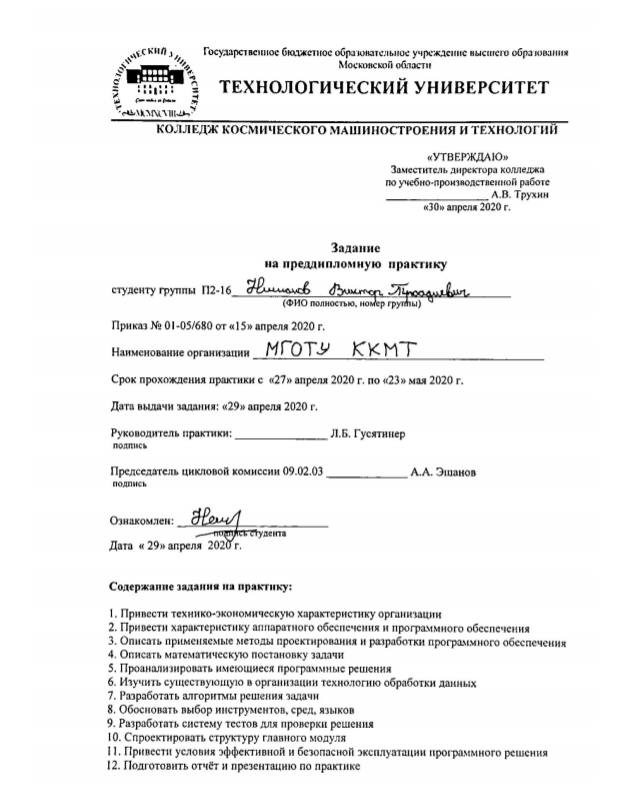 ТЕХНОЛОГИЧЕСКИЙ УНИВЕРСИТЕТ
Государственное бюджетное образовательное учреждение высшего образования
Московской области
ТЕХНОЛОГИЧЕСКИЙ УНИВЕРСИТЕТ
КОЛЛЕДЖ КОСМИЧЕСКОГО МАШИНОСТРОЕНИЯ И ТЕХНОЛОГИЙ
«УТВЕРЖДАЮ»
Заместитель директора колледжа
по учебно-производственной работе
А.В. Трухин
«30» апреля 2020 г.
Задание
на преддипломную практику
студенту группы П2-16 Виктор
(ФИО полностью, номер группы)
Приказ № 01-05/680 от «15» апреля 2020 г.
Наименование организации МГОТУ ККМТ
Срок прохождения практики с «27» апреля 2020 г. по «23» мая 2020 г.
Дата выдачи задания: «29» апреля 2020 г.
Руководитель практики: Л.Б. Гусятинер
подпись
Председатель цикловой комиссии 09.02.03 А.А. Эшанов
подпись
Ознакомлен:
подпись студента
Дата « 29» апреля 2020 г.
Содержание задания на практику:
1. Привести технико-экономическую характеристику организации
2. Привести характеристику аппаратного обеспечения и программного обеспечения
3. Описать применяемые методы проектирования и разработки программного обеспечения
4. Описать математическую постановку задачи
5. Проанализировать имеющиеся программные решения
6. Изучить существующую в организации технологию обработки данных
7. Разработать алгоритмы решения задачи
8. Обосновать выбор инструментов, сред, языков
9. Разработать систему тестов для проверки решения
10. Спроектировать структуру главного модуля
11. Привести условия эффективной и безопасной эксплуатации программного решения
12. Подготовить отчёт и презентацию по практике